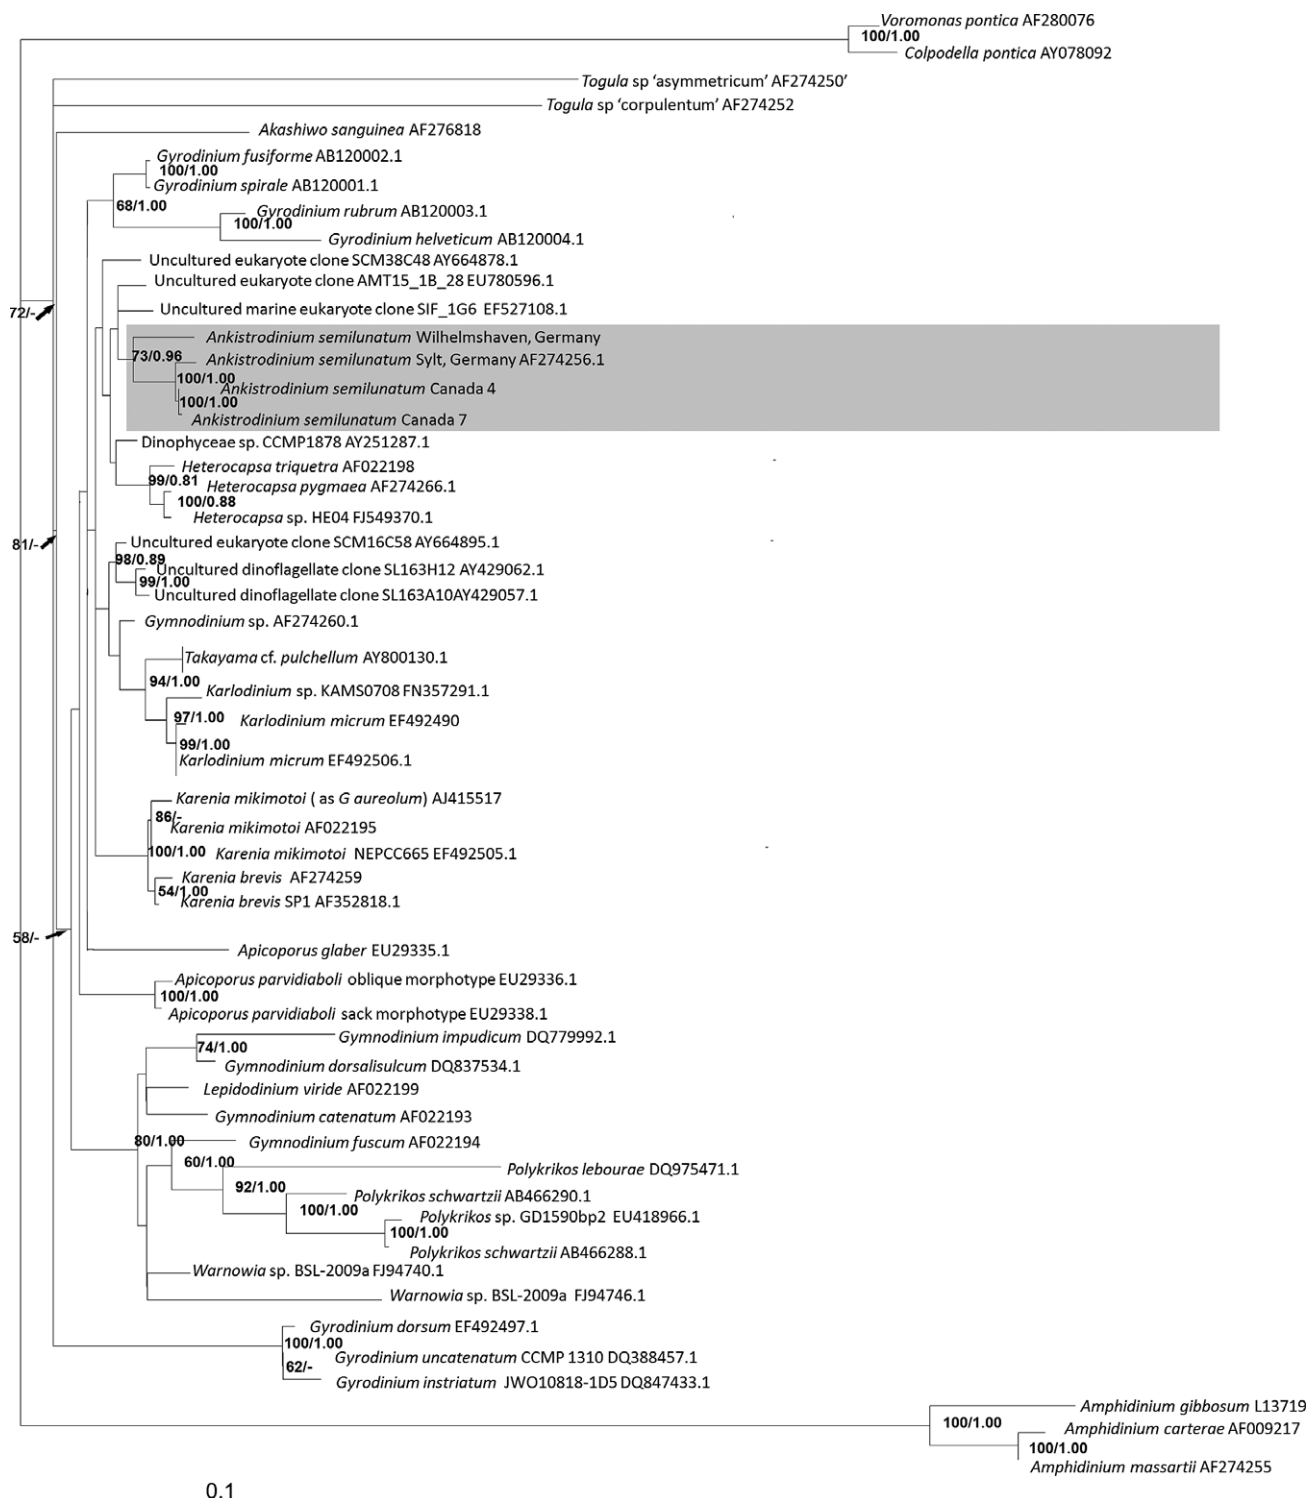 Voromonas pontica AF280076
100/1.00
Colpodella pontica AY078092
Togula sp 'asymmetricum' AF274250'
Togula sp 'corpulentum' AF274252
Akashiwo sanguinea AF276818
Gyrodinium fusiforme AB120002.1
100/1.00
Gyrodinium spirale AB120001.1
68/1.00
Gyrodinium rubrum AB120003.1
100/1.00
Gyrodinium helveticum AB120004.1
Uncultured eukaryote clone SCM38C48 AY664878.1
Uncultured eukaryote clone AMT15_1B_28 EU780596.1
72/-
Uncultured marine eukaryote clone SIF_1G6 EF527108.1
Ankistrodinium semilunatum Wilhelmshaven, Germany
73/0.96
Ankistrodinium semilunatum Sylt, Germany AF274256.1
100/1.00
Ankistrodinium semilunatum Canada 4
100/1.00
Ankistrodinium semilunatum Canada 7
Dinophyceae sp. CCMP1878 AY251287.1
Heterocapsa triquetra AF022198
99/0.81
Heterocapsa pygmaea AF274266.1
100/0.88
Heterocapsa sp. HE04 FJ549370.1
81/-
Uncultured eukaryote clone SCM16C58 AY664895.1
98/0.89
Uncultured dinoflagellate clone SL163H12 AY429062.1
99/1.00
Uncultured dinoflagellate clone SL163A10AY429057.1
Gymnodinium sp. AF274260.1
Takayama cf. pulchellum AY800130.1
94/1.00
Karlodinium sp. KAMS0708 FN357291.1
97/1.00
Karlodinium micrum EF492490
99/1.00
Karlodinium micrum EF492506.1
Karenia mikimotoi ( as G aureolum) AJ415517
86/-
Karenia mikimotoi AF022195
100/1.00
Karenia mikimotoi NEPCC665 EF492505.1
Karenia brevis AF274259
54/1.00
Karenia brevis SP1 AF352818.1
58/-
Apicoporus glaber EU29335.1
Apicoporus parvidiaboli oblique morphotype EU29336.1
100/1.00
Apicoporus parvidiaboli sack morphotype EU29338.1
Gymnodinium impudicum DQ779992.1
74/1.00
Gymnodinium dorsalisulcum DQ837534.1
Lepidodinium viride AF022199
Gymnodinium catenatum AF022193
80/1.00
Gymnodinium fuscum AF022194
60/1.00
Polykrikos lebourae DQ975471.1
92/1.00
Polykrikos schwartzii AB466290.1
100/1.00
Polykrikos sp. GD1590bp2 EU418966.1
100/1.00
Polykrikos schwartzii AB466288.1
Warnowia sp. BSL-2009a FJ94740.1
Warnowia sp. BSL-2009a FJ94746.1
Gyrodinium dorsum EF492497.1
100/1.00
Gyrodinium uncatenatum CCMP 1310 DQ388457.1
62/-
Gyrodinium instriatum JWO10818-1D5 DQ847433.1
Amphidinium gibbosum L13719
100/1.00
Amphidinium carterae AF009217
100/1.00
Amphidinium massartii AF274255
0.1